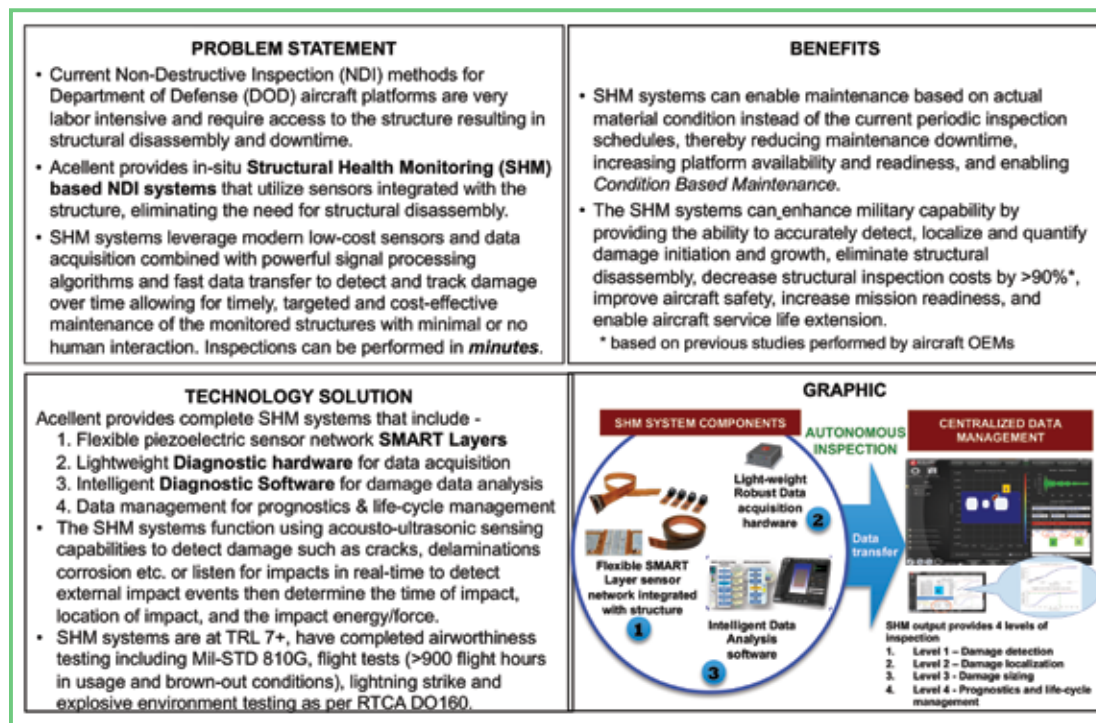 PROBLEM STATEMENT
• Current Non-Destructive Inspection (NDI) methods for
Department of Defense (DOD) aircraft platforms are very
labor intensive and require access to the structure resulting in
structural disassembly and downtime.
• Acellent provides in-situ Structural Health Monitoring (SHM)
based NDI systems that utilize sensors integrated with the
structure, eliminating the need for structural disassembly.
• SHM systems leverage modern low-cost sensors and data
acquisition combined with powerful signal processing
algorithms and fast data transfer to detect and track damage
over time allowing for timely, targeted and cost-effective
maintenance of the monitored structures with minimal or no
human interaction. Inspections can be performed in minutes.
BENEFITS
• SHM systems can enable maintenance based on actual
material condition instead of the current periodic inspection
schedules, thereby reducing maintenance downtime,
increasing platform availability and readiness, and enabling
Condition Based Maintenance.
• The SHM systems can enhance military capability by
providing the ability to accurately detect, localize and quantify
damage initiation and growth, eliminate structural
disassembly, decrease structural inspection costs by >90%*,
improve aircraft safety, increase mission readiness, and
enable aircraft service life extension.
* based on previous studies performed by aircraft OEMs
TECHNOLOGY SOLUTION
Acellent provides complete SHM systems that include -
1. Flexible piezoelectric sensor network SMART Layers
2. Lightweight Diagnostic hardware for data acquisition
3. Intelligent Diagnostic Software for damage data analysis
4. Data management for prognostics & life-cycle management
• The SHM systems function using acousto-ultrasonic sensing
capabilities to detect damage such as cracks, delaminations
corrosion etc. or listen for impacts in real-time to detect
external impact events then determine the time of impact,
location of impact, and the impact energy/force.
• SHM systems are at TRL 7+, have completed airworthiness
testing including Mil-STD 810G, flight tests (>900 flight hours
in usage and brown-out conditions), lightning strike and
explosive environment testing as per RTCA DO160.
GRAPHIC
SHM SYSTEM COMPONENTS
AUTONOMOUS
INSPECTION
CENTRALIZED DATA
MANAGEMENT
Light-weight
Robust Data
acquisition
hardware
2
Data
transfer
Flexible SMART
Layer sensor
network integrated
with structure
1
Intelligent Data
Analysis
software
3
SHM output provides 4 levels of
inspection
1. Level 1 – Damage detection
2. Level 2 – Damage localization
3. Level 3 - Damage sizing
4. Level 4 - Prognostics and life-cycle
management